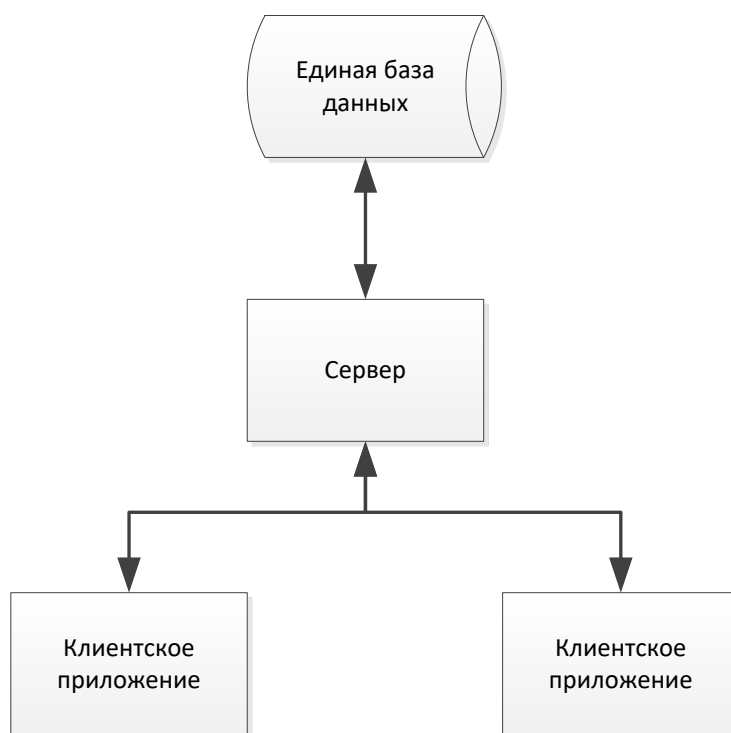 Единая база
данных
Сервер
Клиентское
приложение
Клиентское
приложение